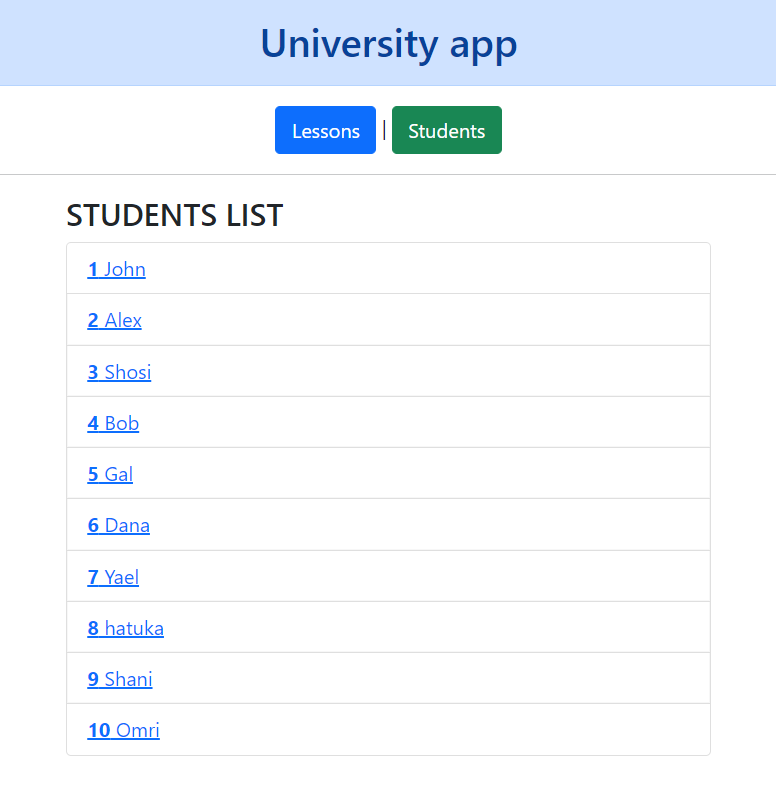 University app
Lessons | Students
STUDENTS LIST
1 John
2 Alex
3 Shosi
4 Bob
5 Gal
6 Dana
7 Yael
8 hatuka
9 Shani
10 Omri